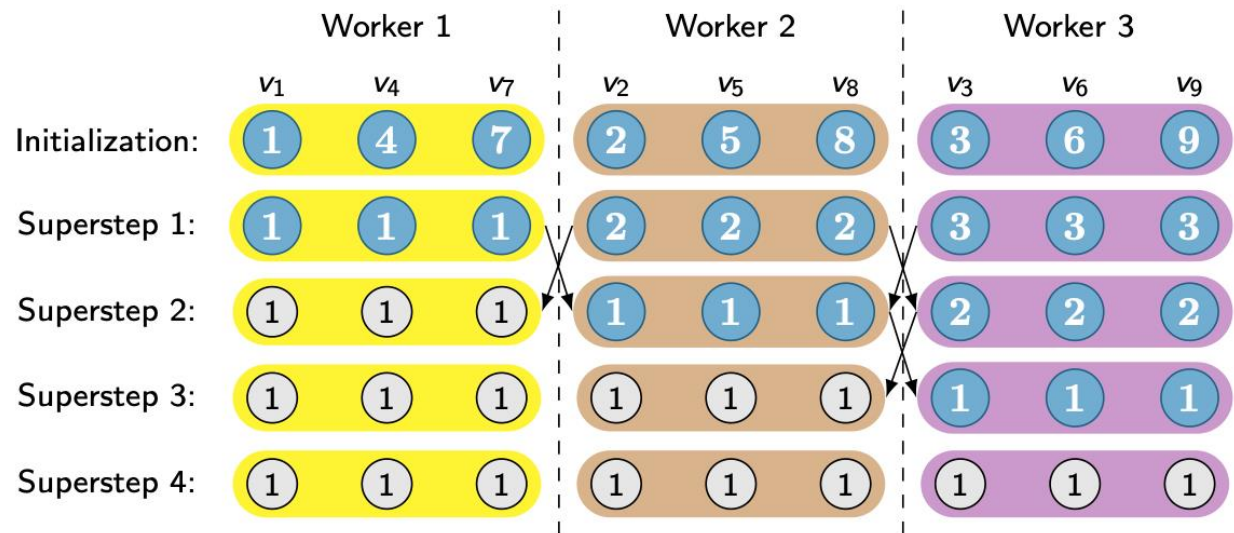 Worker 1 Worker 2 Worker 3
v1 v4 v7 v2 v5 v8 v3 v6 v9
Initialization: 1 4 7 2 5 8 3 6 9
Superstep 1: 1 1 1 2 2 2 3 3 3
Superstep 2: 1 1 1 1 1 1 2 2 2
Superstep 3: 1 1 1 1 1 1 1 1 1
Superstep 4: 1 1 1 1 1 1 1 1 1